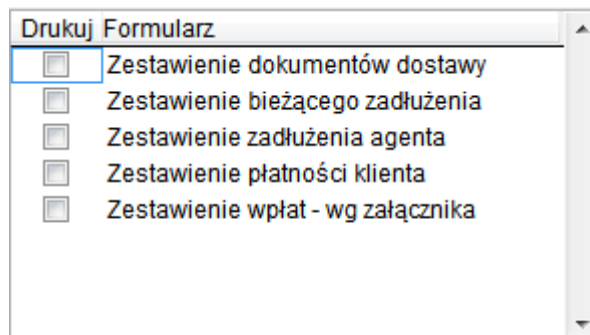 Drukuj Formularz
Zestawienie dokumentów dostawy
Zestawienie bieżącego zadłużenia
Zestawienie zadłużenia agenta
Zestawienie płatności klienta
Zestawienie wpłat - wg załącznika